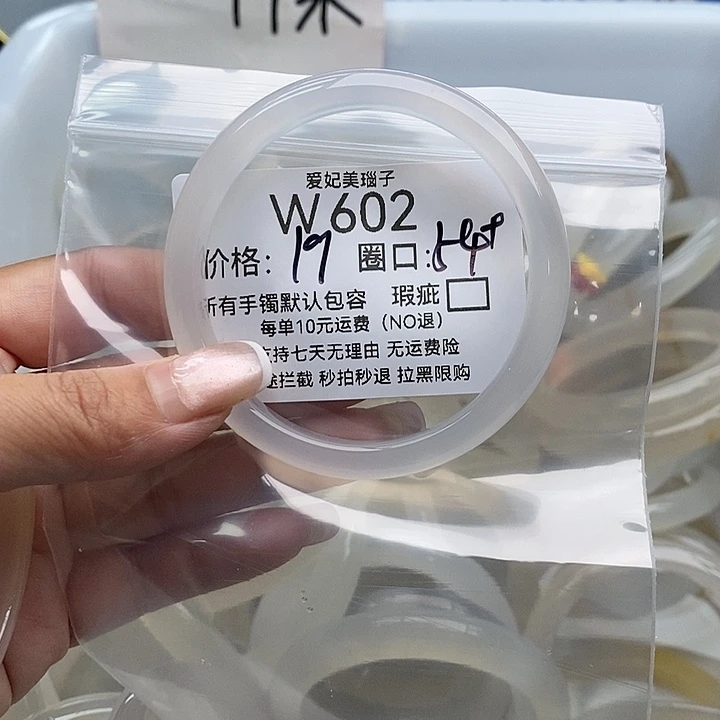 爱妃美瑙子
W602
价格：19 圈口：54+
所有手镯默认包容 瑕疵
每单10元运费（NO退）
支持七天无理由 无运费险
拦截 秒拍秒退 拉黑限购